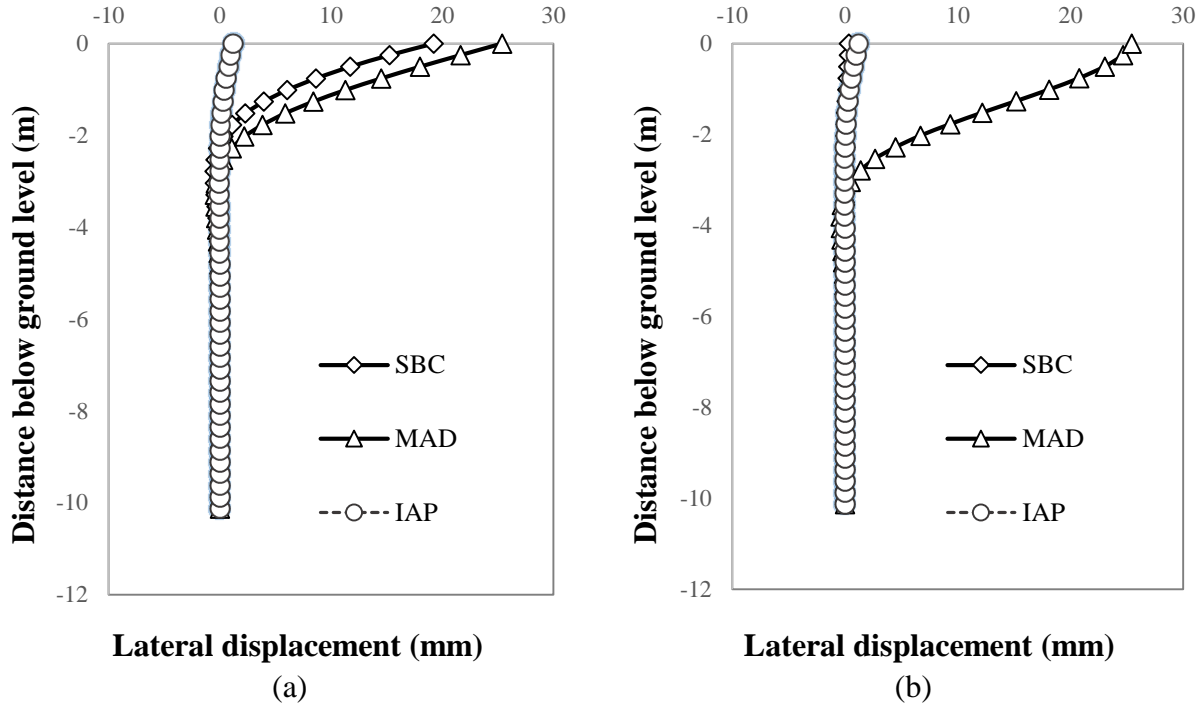 -10 0 10 20 30
0
-2
-4
-6
-8
-10
-12
Distance below ground level (m)
SBC
MAD
IAP
Lateral displacement (mm)
(a)
-10 0 10 20 30
0
-2
-4
-6
-8
-10
-12
Distance below ground level (m)
SBC
MAD
IAP
Lateral displacement (mm)
(b)